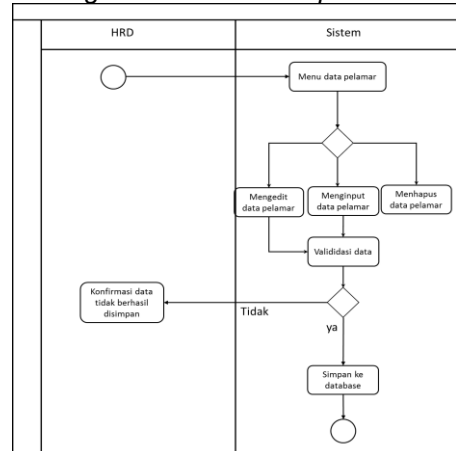 HRD
Sistem
Menu data pelamar
Mengedit
data pelamar
Menginput
data pelamar
Menhapus
data pelamar
Valididasi data
Konfirmasi data
tidak berhasil
disimpan
Tidak
ya
Simpan ke
database